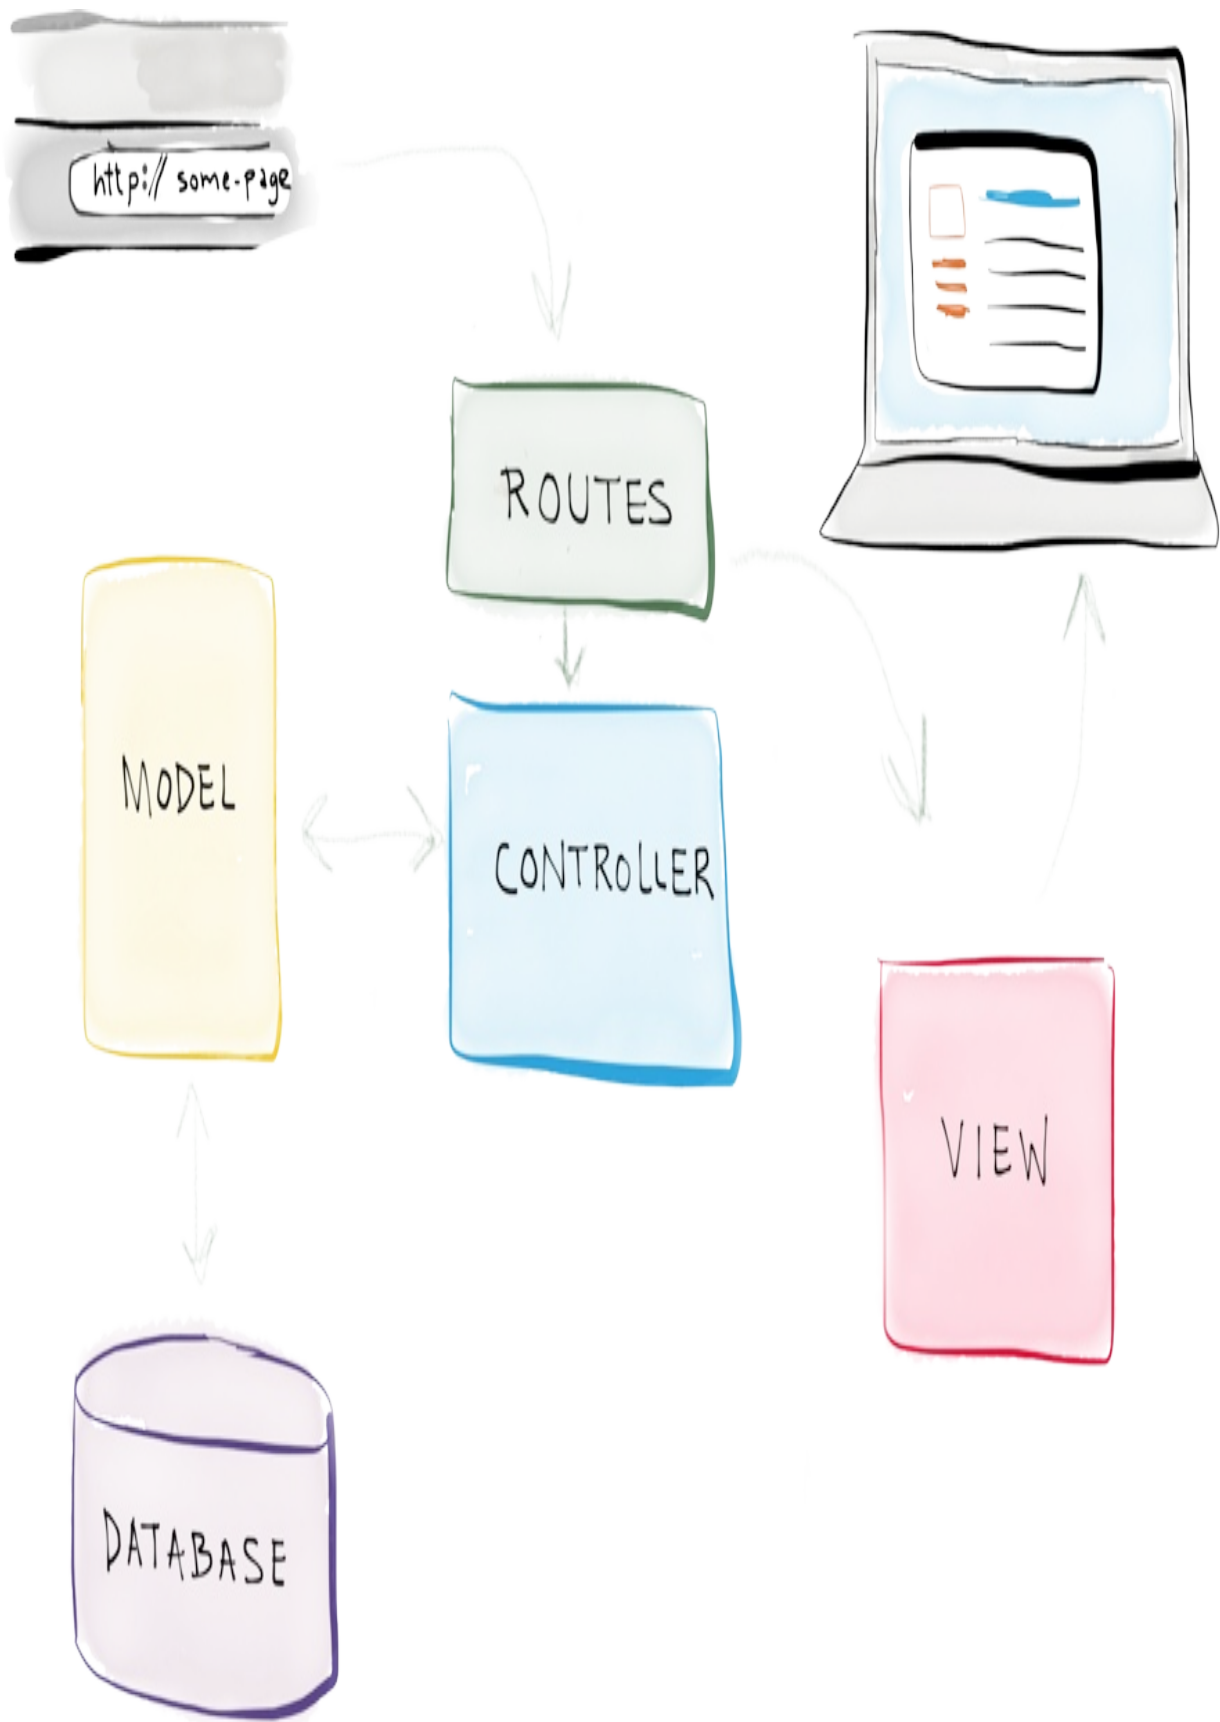 http:// some-page
ROUTES
MODEL
CONTROLLER
VIEW
DATABASE